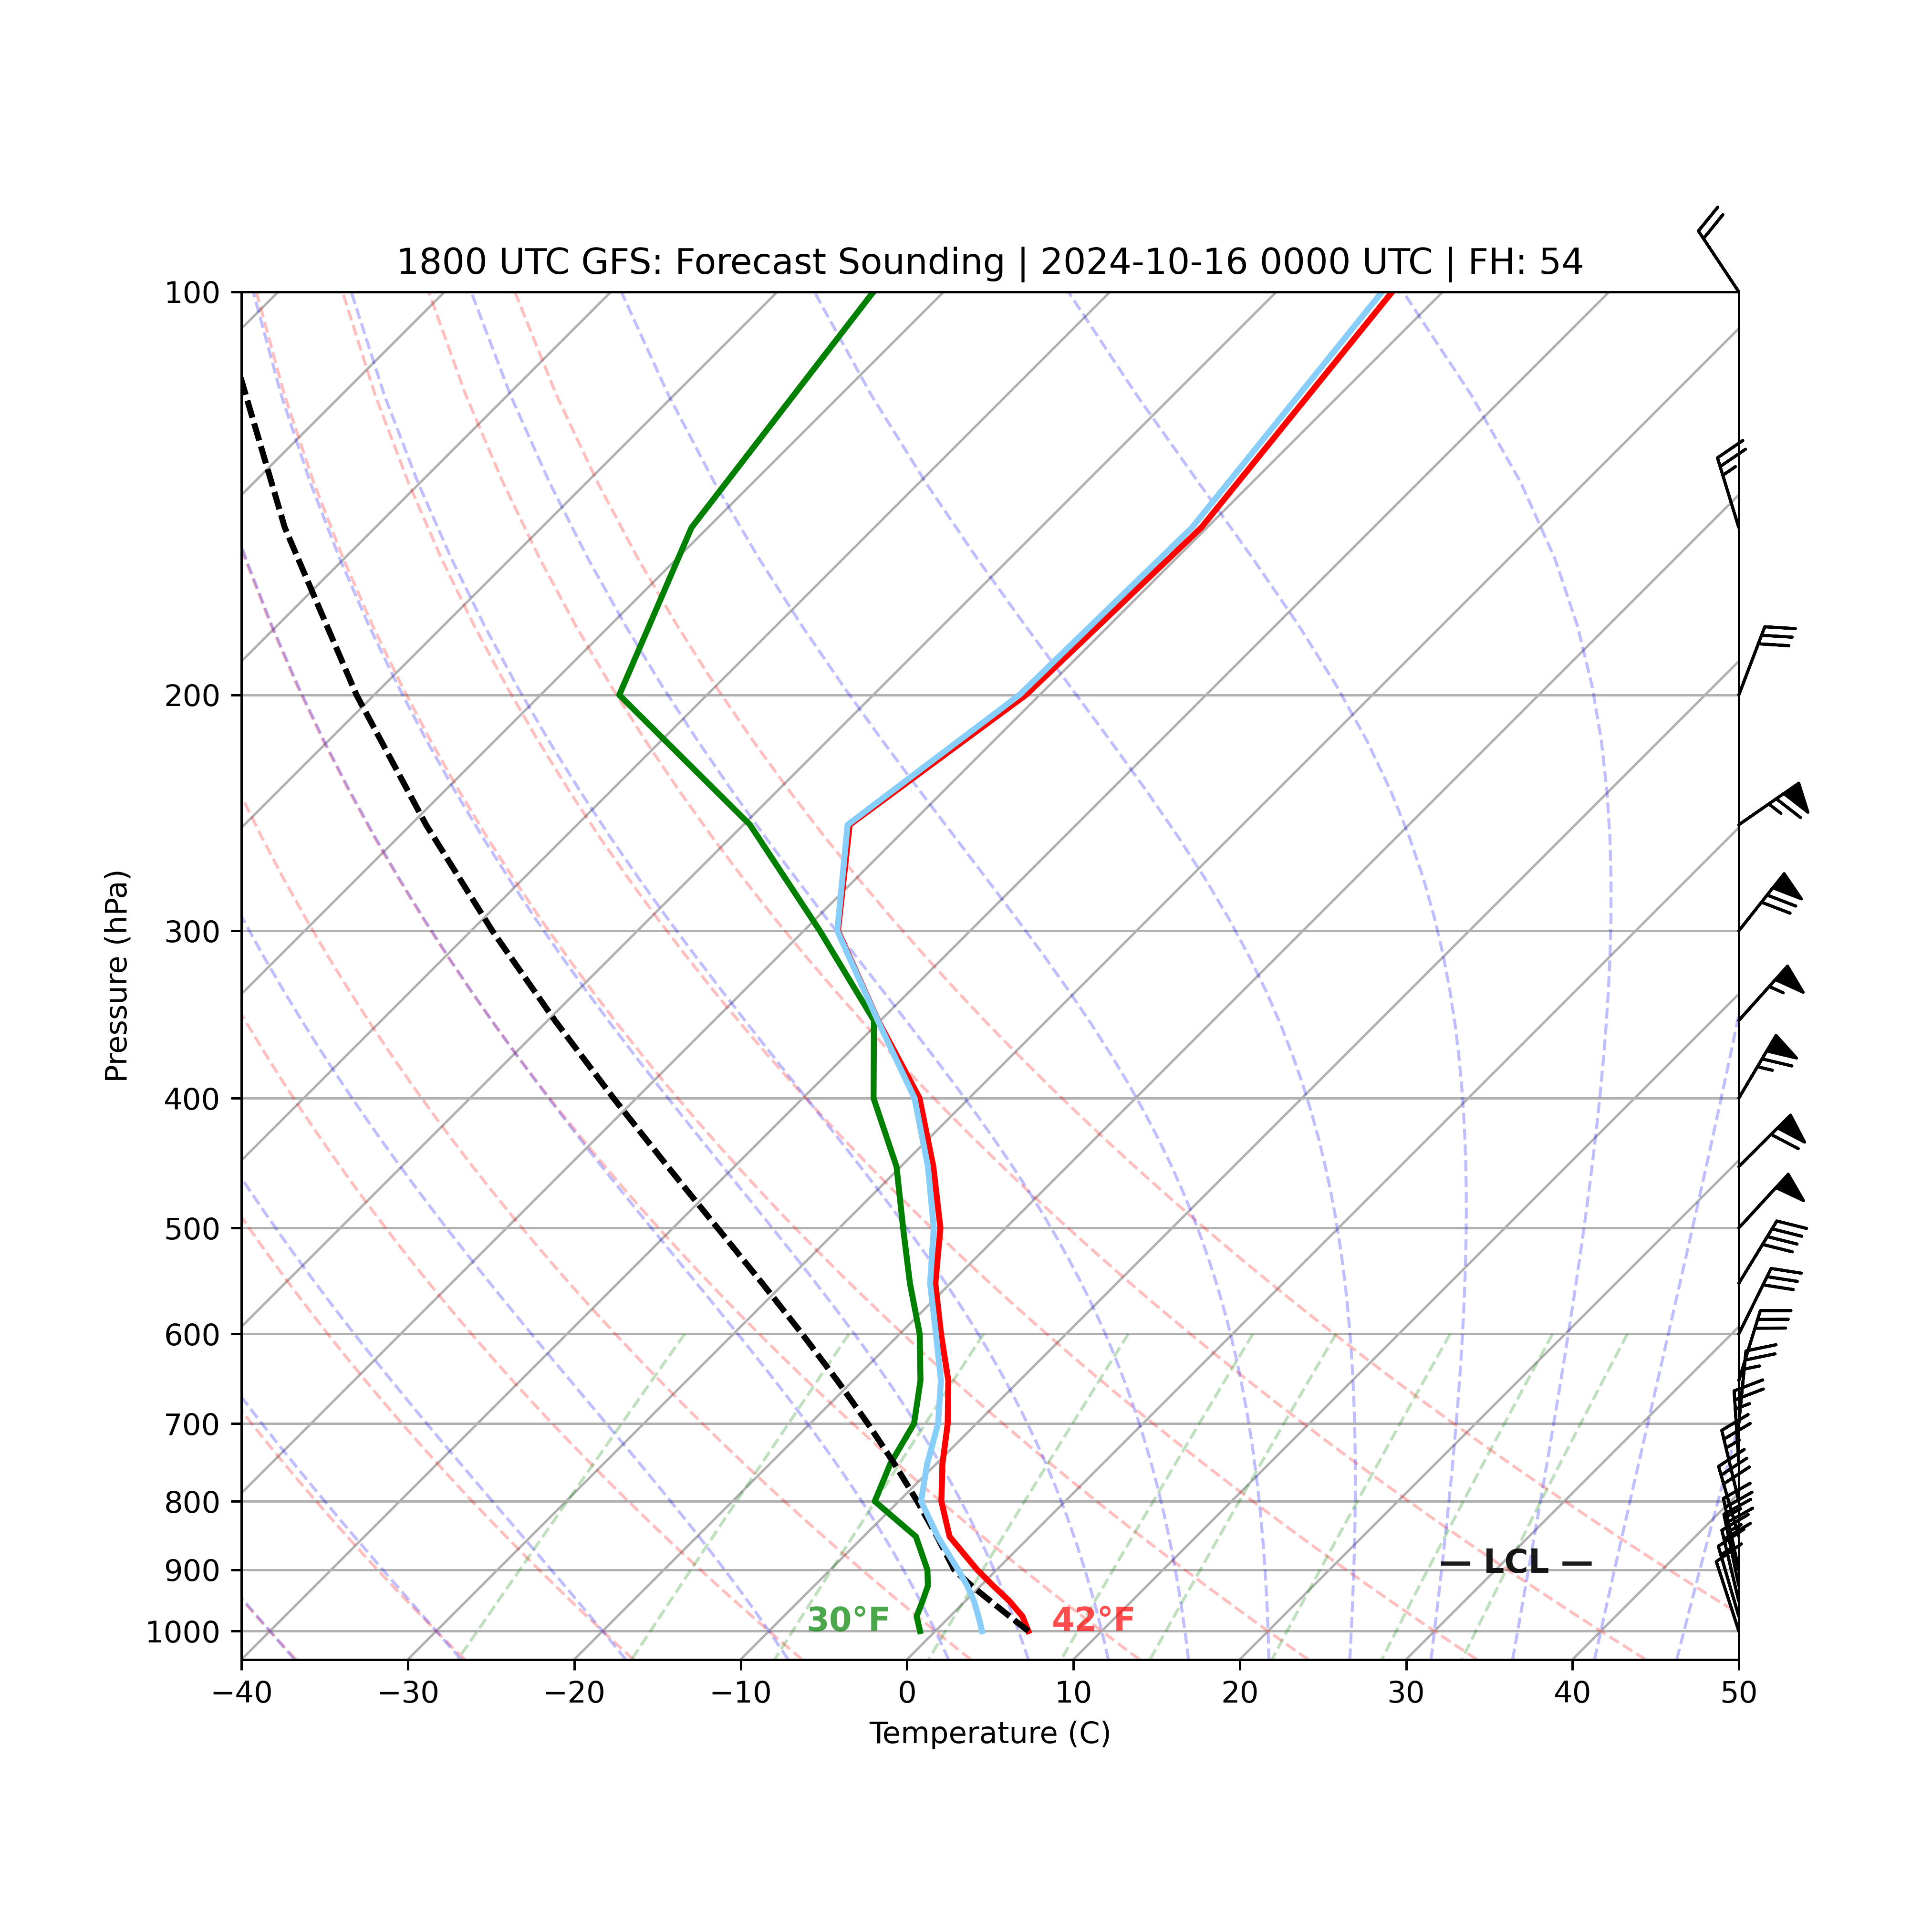 1800 UTC GFS: Forecast Sounding | 2024-10-16 0000 UTC | FH: 54
100
200
300
400
500
600
700
800
900
1000
Pressure (hPa)
— LCL —
30°F
42°F
−40 −30 −20 −10 0 10 20 30 40 50
Temperature (C)